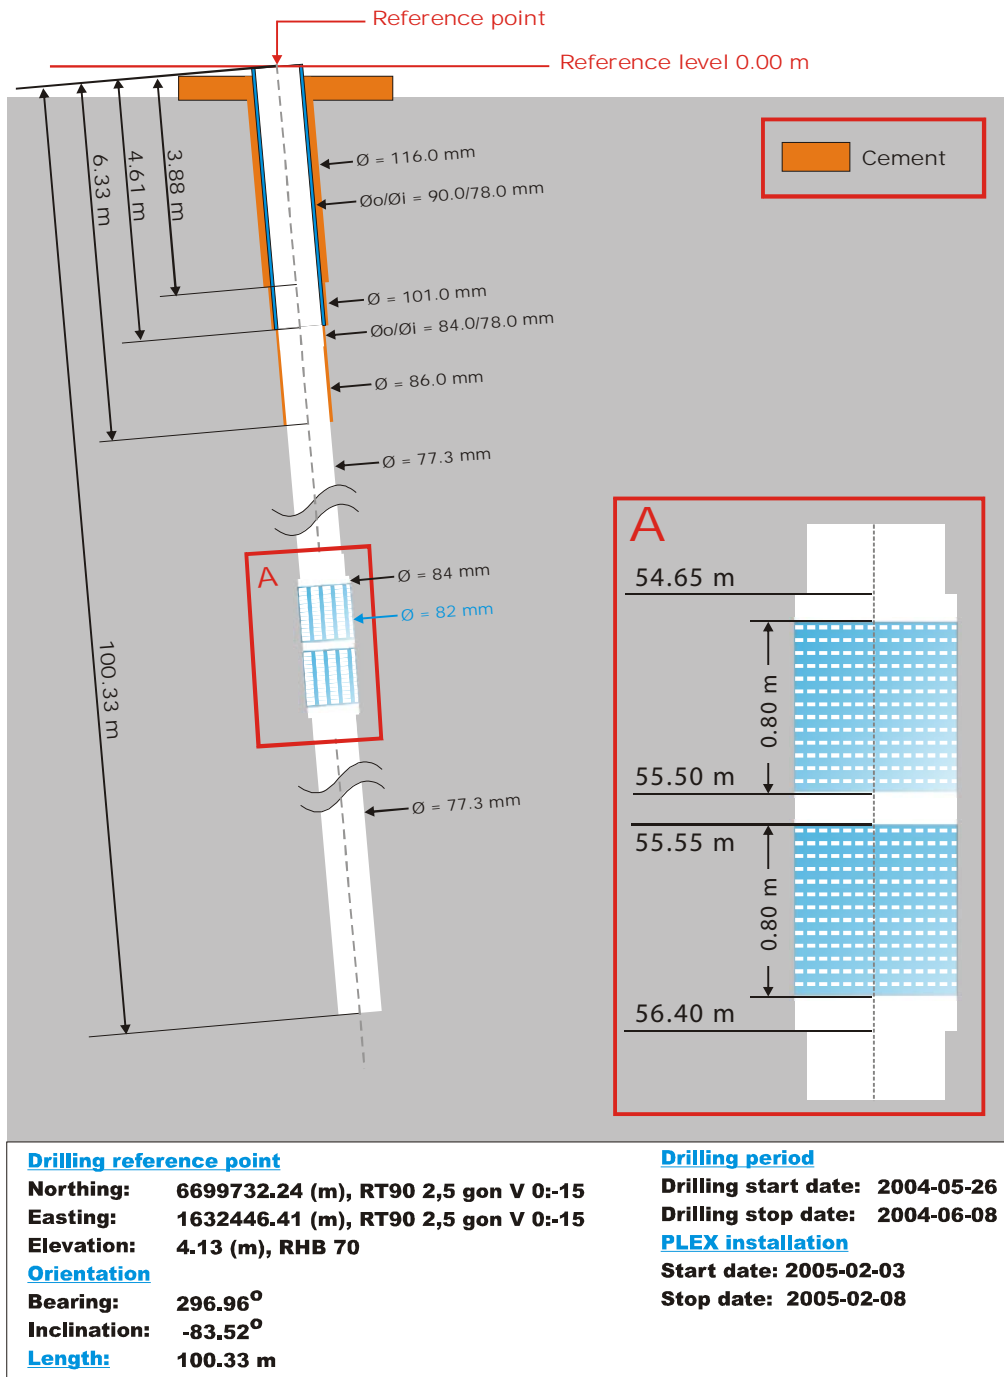 Reference point
Reference level 0.00 m
Cement
3.88 m
4.61 m
6.33 m
100.33 m
Ø = 116.0 mm
Øo/Øi = 90.0/78.0 mm
Ø = 101.0 mm
Øo/Øi = 84.0/78.0 mm
Ø = 86.0 mm
Ø = 77.3 mm
A
Ø = 84 mm
Ø = 82 mm
Ø = 77.3 mm
A
54.65 m
0.80 m
55.50 m
55.55 m
0.80 m
56.40 m
Drilling reference point
Northing: 6699732.24 (m), RT90 2,5 gon V 0:-15
Easting: 1632446.41 (m), RT90 2,5 gon V 0:-15
Elevation: 4.13 (m), RHB 70
Orientation
Bearing: 296.96°
Inclination: -83.52°
Length: 100.33 m
Drilling period
Drilling start date: 2004-05-26
Drilling stop date: 2004-06-08
PLEX installation
Start date: 2005-02-03
Stop date: 2005-02-08